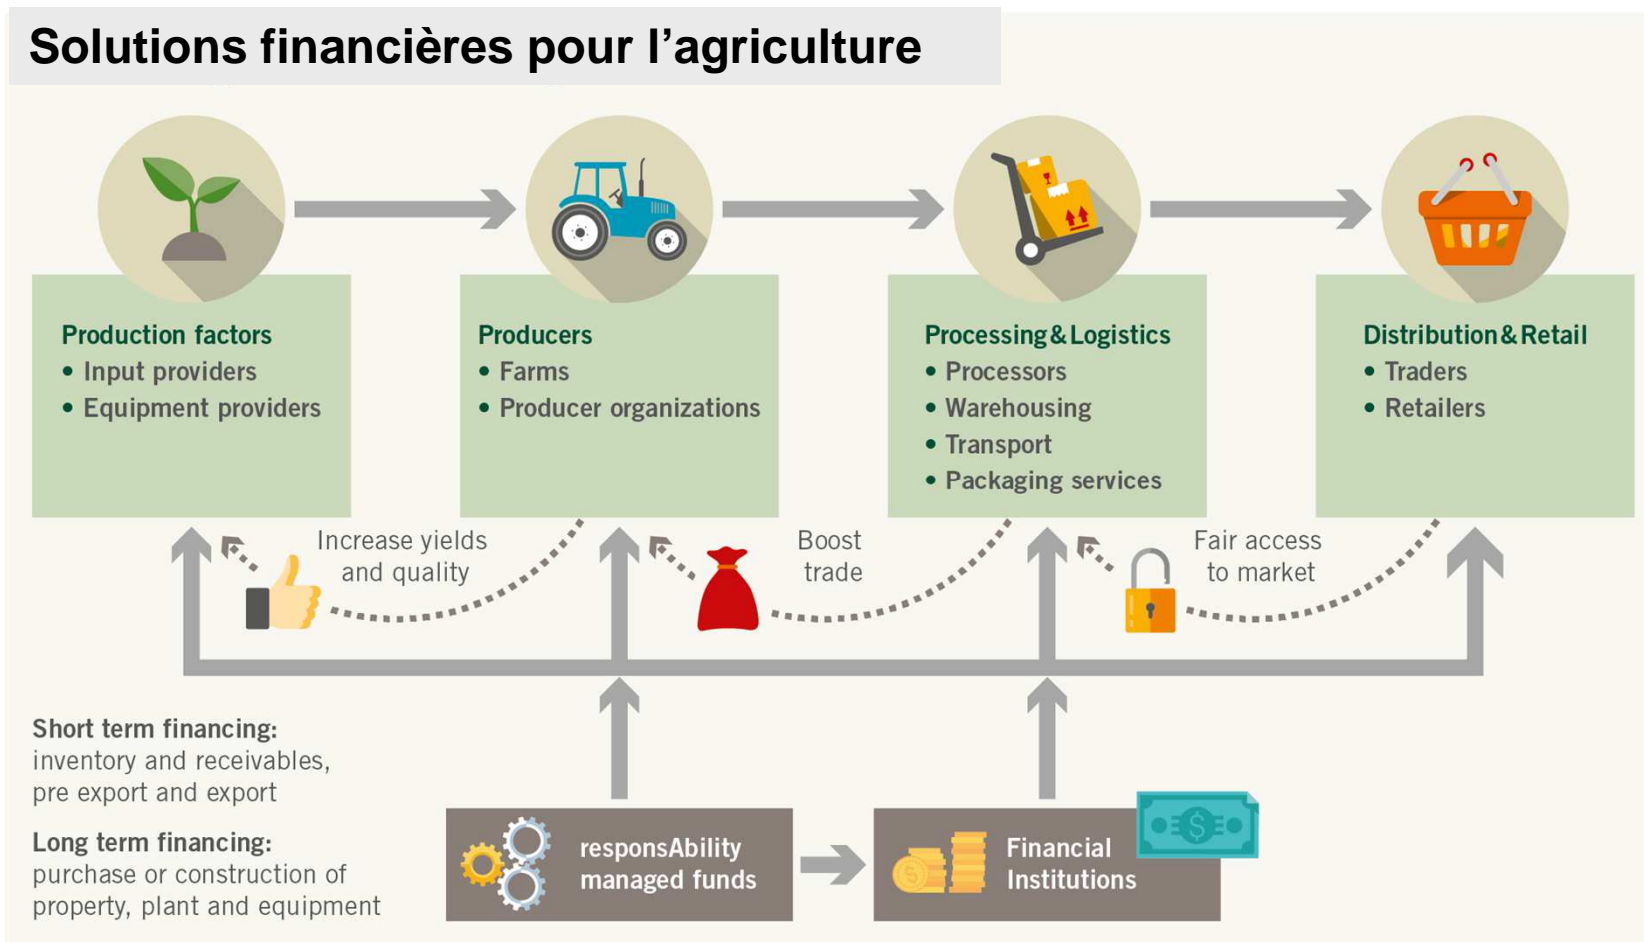 Solutions financières pour l’agriculture
Production factors
• Input providers
• Equipment providers
Producers
• Farms
• Producer organizations
Processing&Logistics
• Processors
• Warehousing
• Transport
• Packaging services
Distribution&Retail
• Traders
• Retailers
Increase yields
and quality
Boost
trade
Fair access
to market
Short term financing:
inventory and receivables,
pre export and export
Long term financing:
purchase or construction of
property, plant and equipment
responsAbility
managed funds
Financial
Institutions